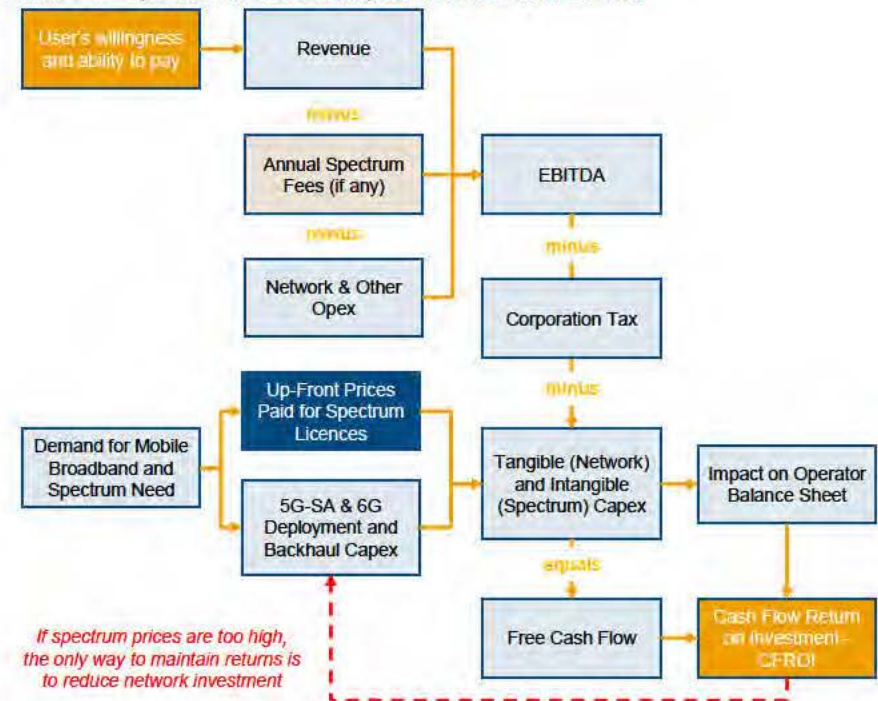 User's willingness
and ability to pay
Revenue
minus
Annual Spectrum
Fees (if any)
EBITDA
minus
minus
Network & Other
Opex
Corporation Tax
minus
Up-Front Prices
Paid for Spectrum
Licences
Demand for Mobile
Broadband and
Spectrum Need
Tangible (Network)
and Intangible
(Spectrum) Capex
Impact on Operator
Balance Sheet
5G-SA & 6G
Deployment and
Backhaul Capex
equals
If spectrum prices are too high,
the only way to maintain returns is
to reduce network investment
Free Cash Flow
Cash Flow Return
on Investment -
CFROI